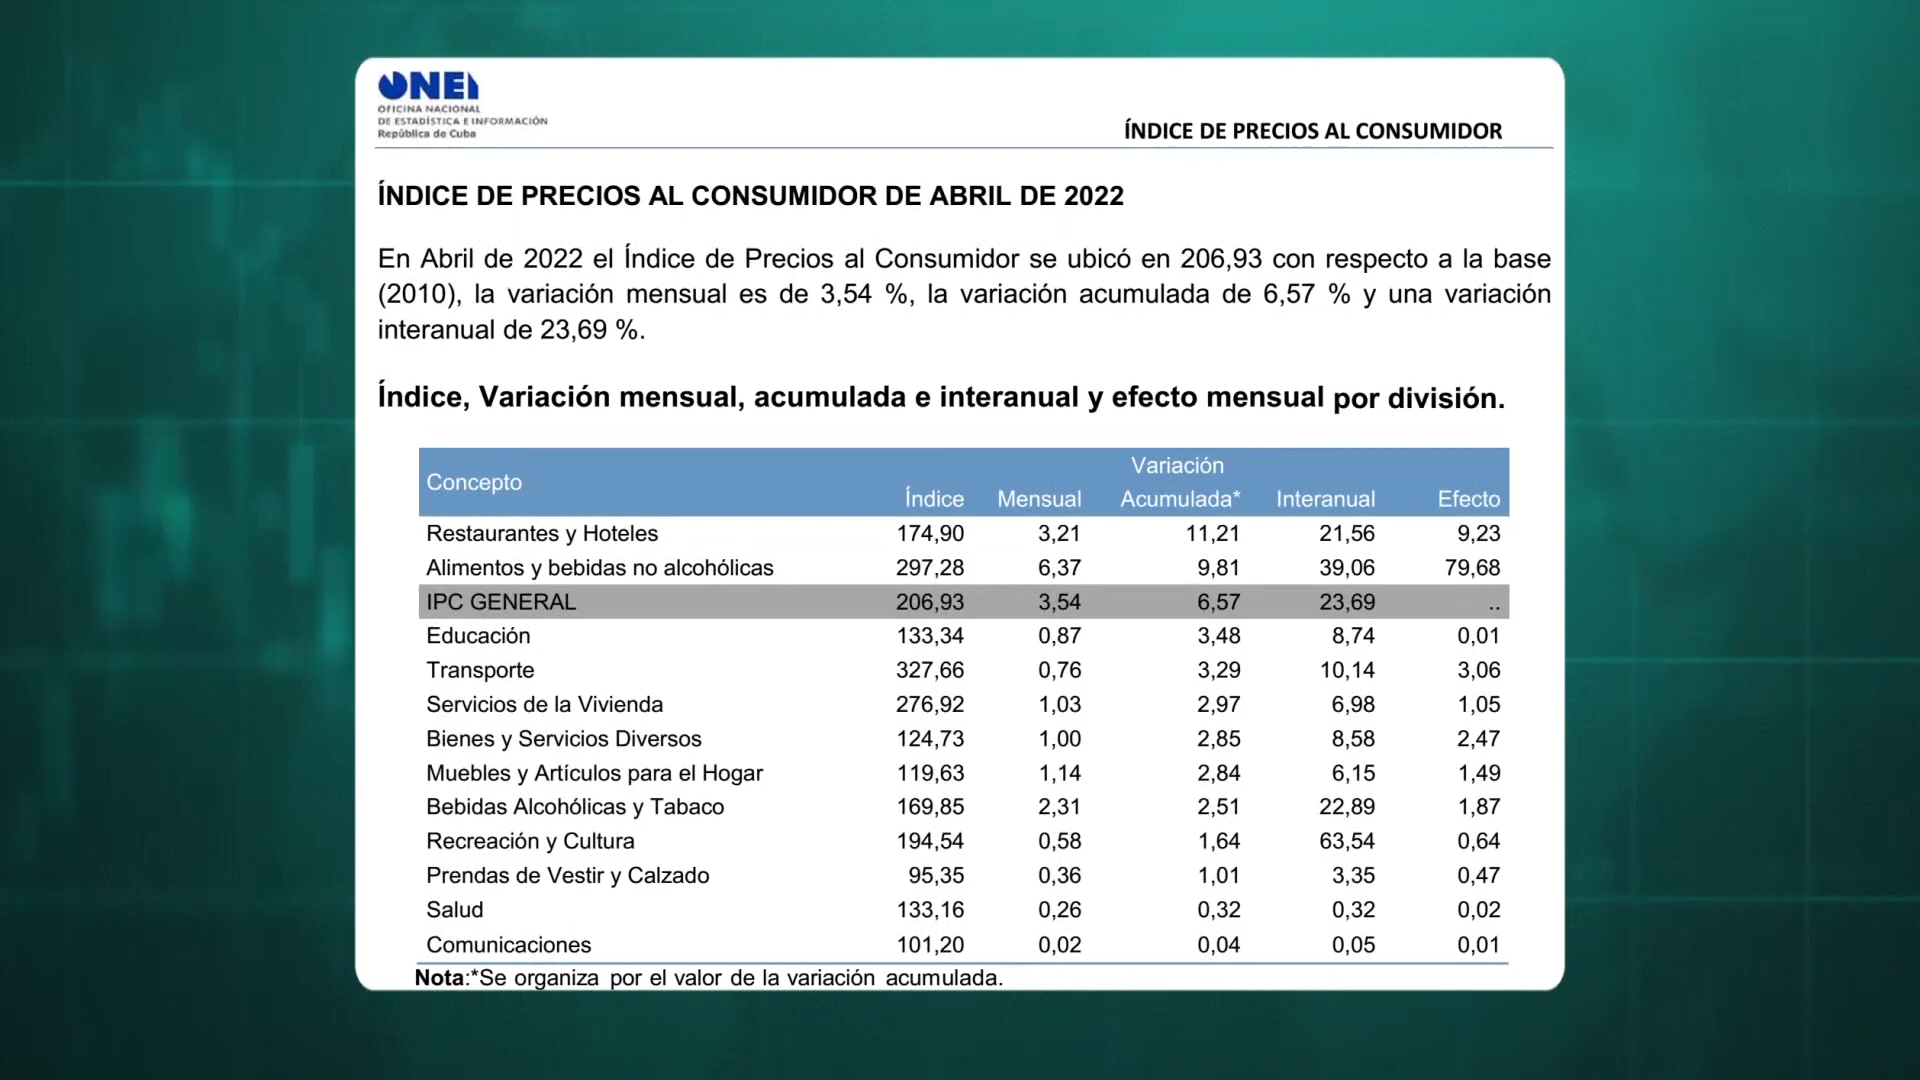 ONEI
OFICINA NACIONAL
DE ESTADÍSTICA E INFORMACIÓN
República de Cuba
ÍNDICE DE PRECIOS AL CONSUMIDOR
ÍNDICE DE PRECIOS AL CONSUMIDOR DE ABRIL DE 2022
En Abril de 2022 el Índice de Precios al Consumidor se ubicó en 206,93 con respecto a la base
(2010), la variación mensual es de 3,54 %, la variación acumulada de 6,57 % y una variación
interanual de 23,69 %.
Índice, Variación mensual, acumulada e interanual y efecto mensual por división.
Variación
Concepto
Índice Mensual Acumulada* Interanual Efecto
Restaurantes y Hoteles 174,90 3,21 11,21 21,56 9,23
Alimentos y bebidas no alcohólicas 297,28 6,37 9,81 39,06 79,68
IPC GENERAL 206,93 3,54 6,57 23,69 ..
Educación 133,34 0,87 3,48 8,74 0,01
Transporte 327,66 0,76 3,29 10,14 3,06
Servicios de la Vivienda 276,92 1,03 2,97 6,98 1,05
Bienes y Servicios Diversos 124,73 1,00 2,85 8,58 2,47
Muebles y Artículos para el Hogar 119,63 1,14 2,84 6,15 1,49
Bebidas Alcohólicas y Tabaco 169,85 2,31 2,51 22,89 1,87
Recreación y Cultura 194,54 0,58 1,64 63,54 0,64
Prendas de Vestir y Calzado 95,35 0,36 1,01 3,35 0,47
Salud 133,16 0,26 0,32 0,32 0,02
Comunicaciones 101,20 0,02 0,04 0,05 0,01
Nota:*Se organiza por el valor de la variación acumulada.